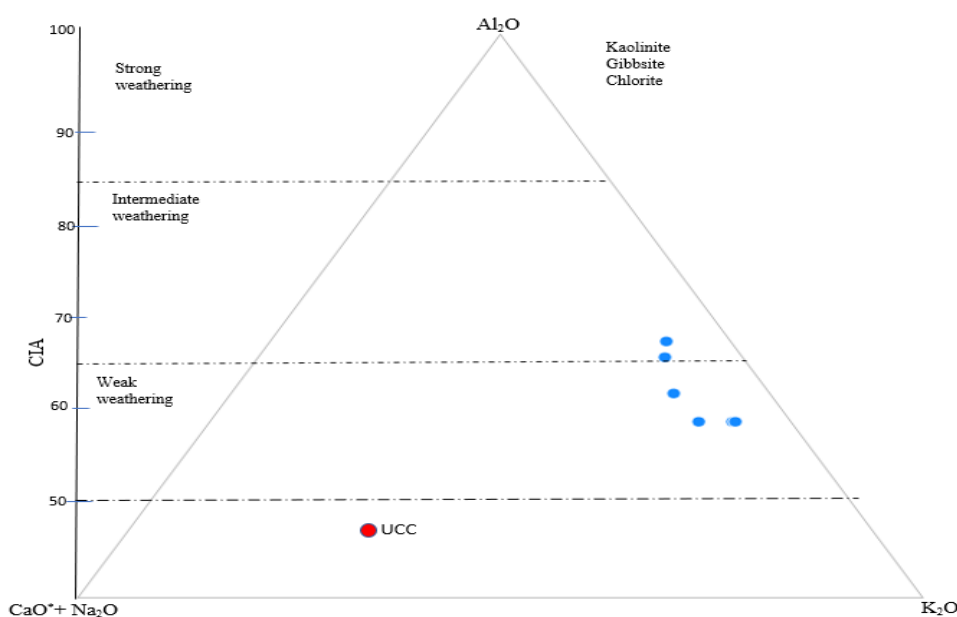 Al₂O
100
Kaolinite
Gibbsite
Chlorite
Strong
weathering
90
Intermediate
weathering
80
70
CIA
Weak
weathering
60
50
UCC
CaO*+ Na₂O
K₂O